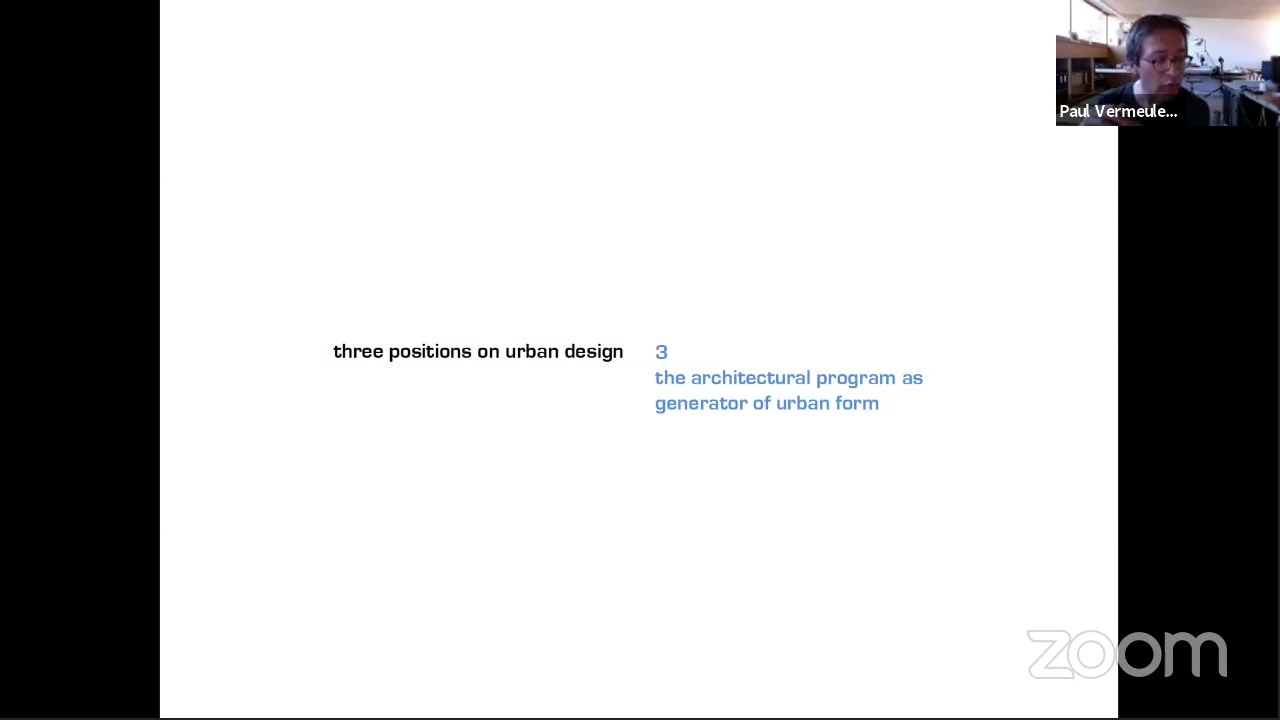 Paul Vermeule...
three positions on urban design
3
the architectural program as
generator of urban form
zoom